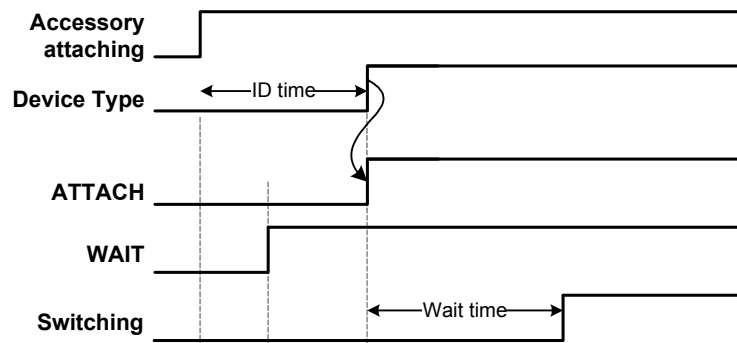 Accessory
attaching
ID time
Device Type
ATTACH
WAIT
Wait time
Switching